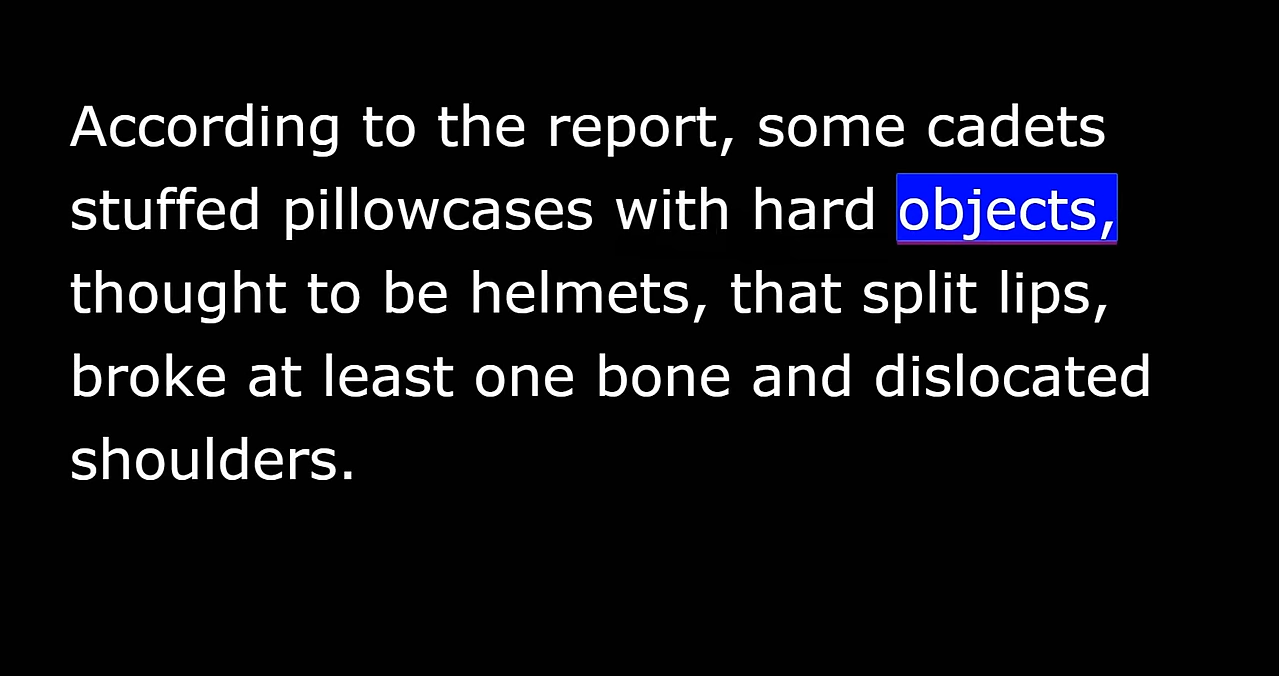 According to the report, some cadets
stuffed pillowcases with hard objects,
thought to be helmets, that split lips,
broke at least one bone and dislocated
shoulders.